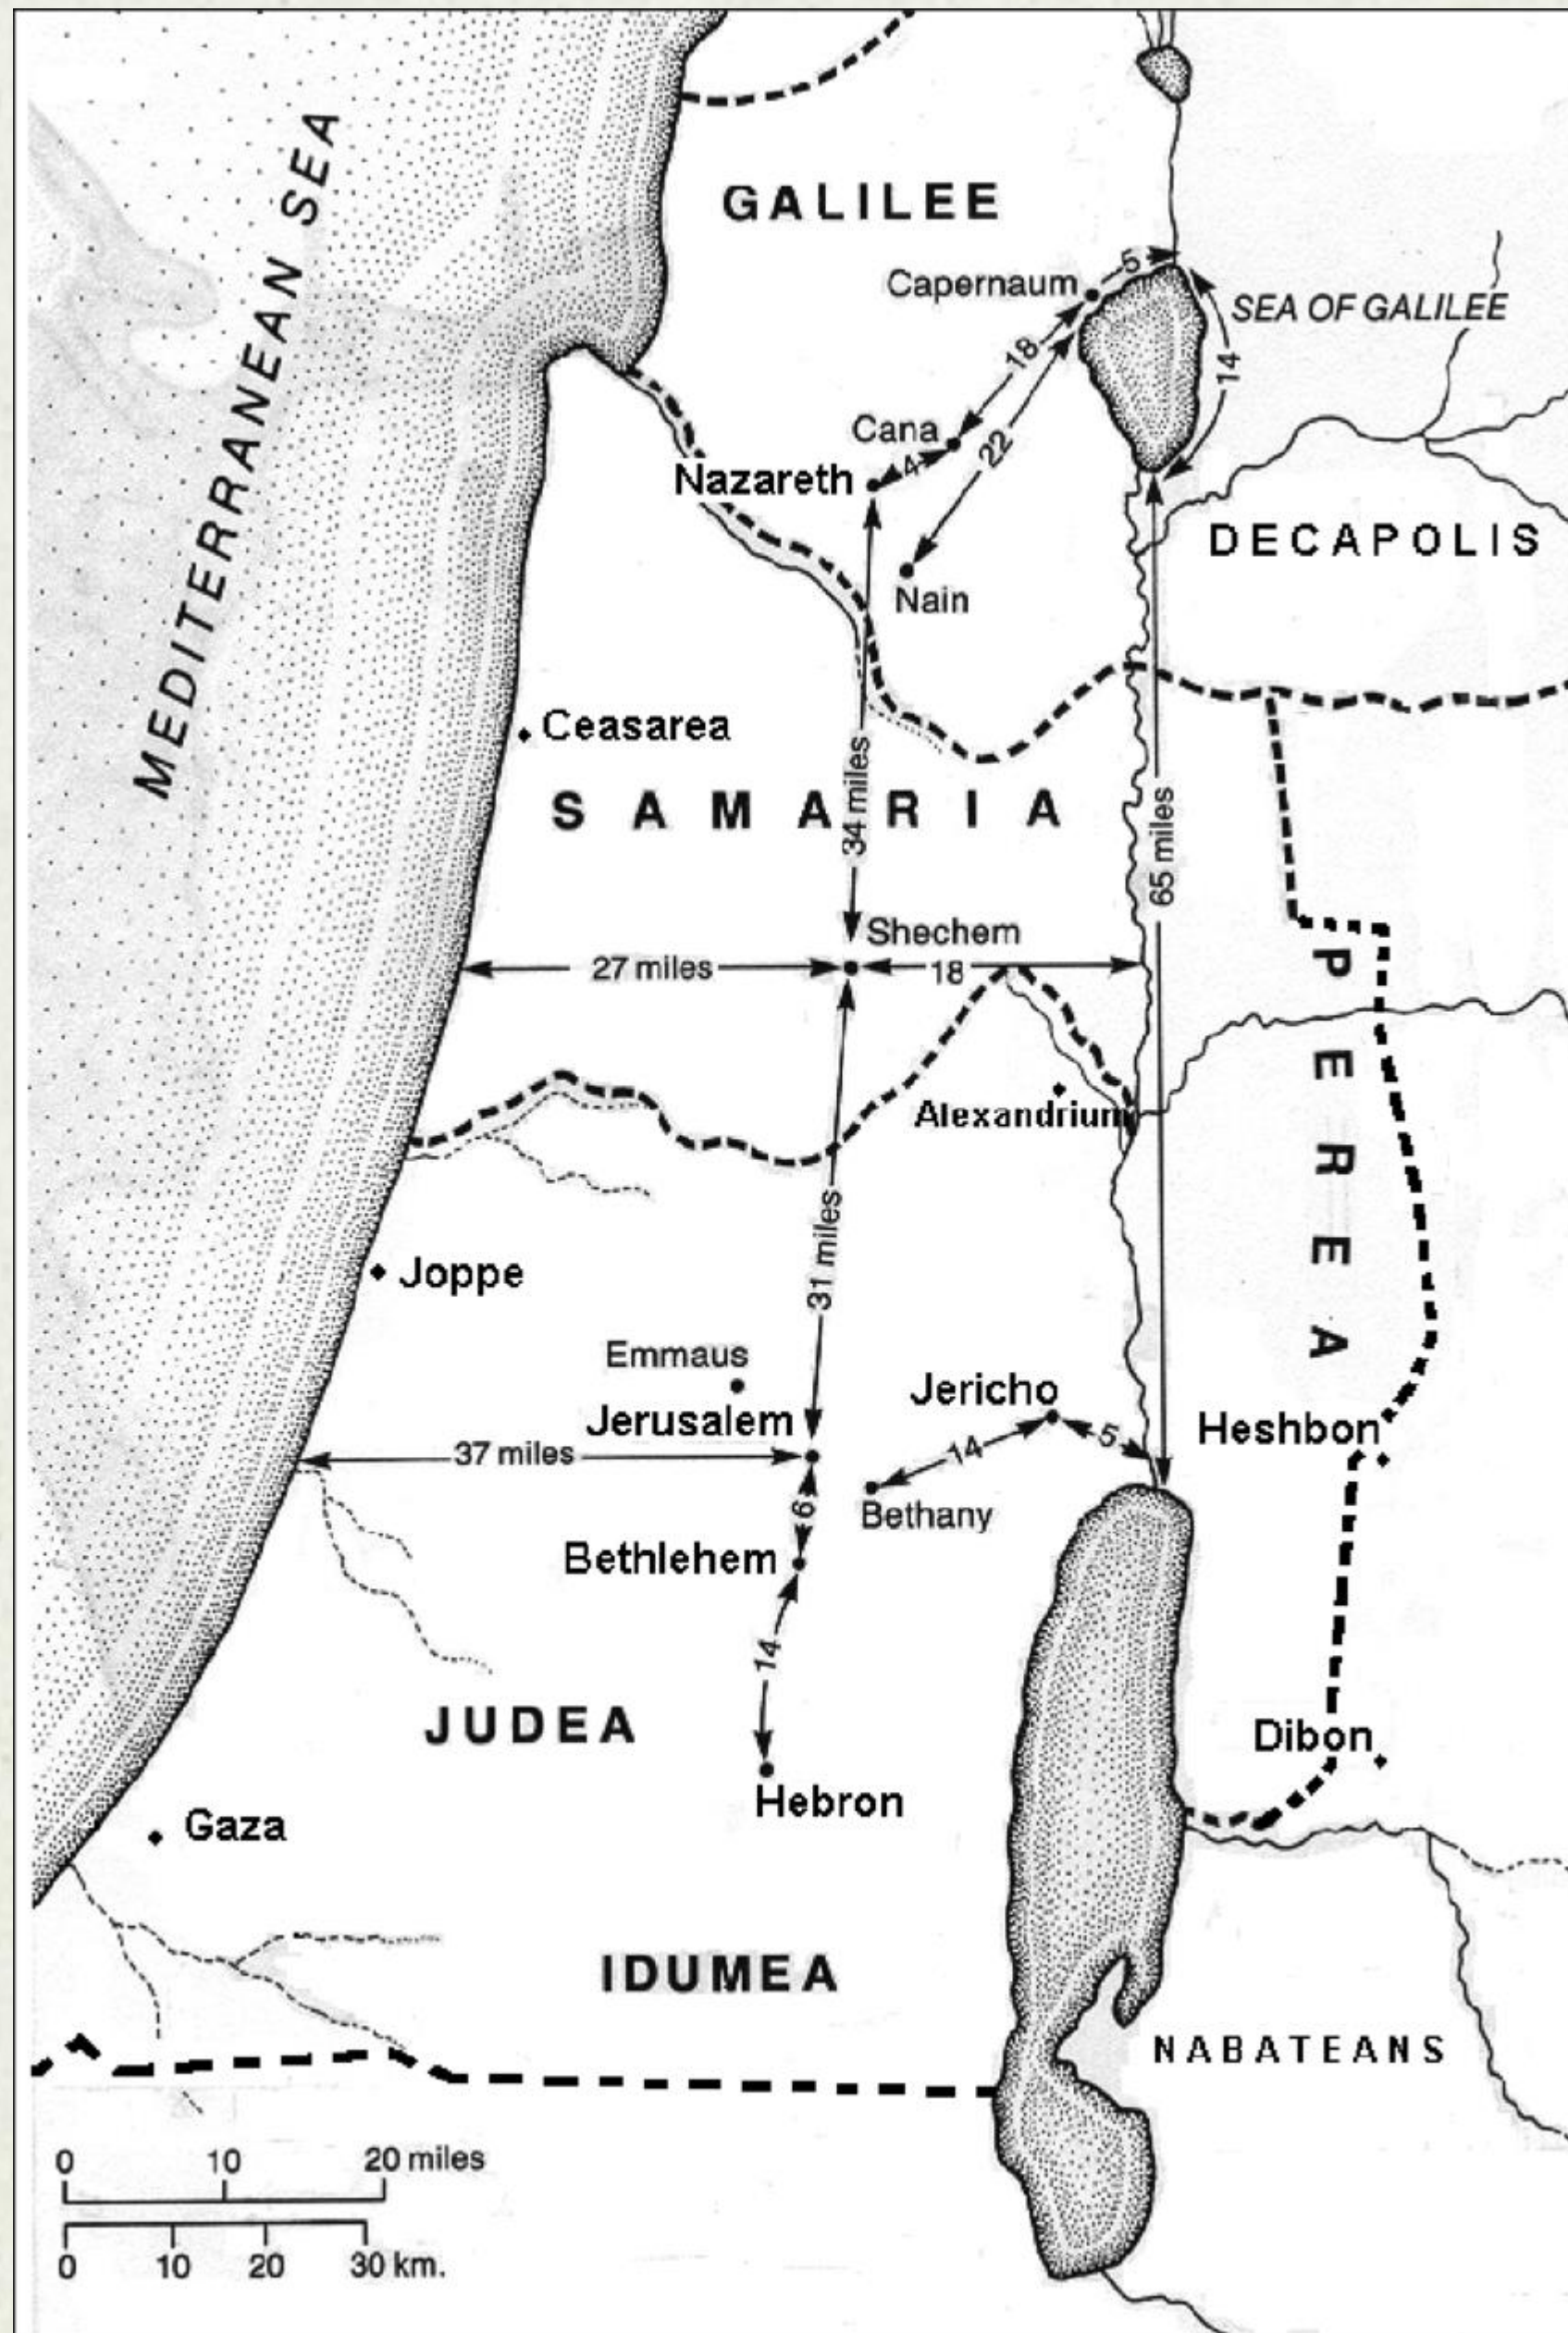 MEDITERRANEAN SEA
GALILEE
Capernaum
5
SEA OF GALILEE
18
14
Cana
22
4
Nazareth
DECAPOLIS
Nain
Ceasarea
SAMARIA
34 miles
65 miles
Shechem
27 miles
18
PEREA
Alexandrium
31 miles
Joppe
Emmaus
Jericho
Jerusalem
Heshbon
37 miles
14
5
6
Bethany
Bethlehem
14
JUDEA
Dibon
Hebron
Gaza
IDUMEA
NABATEANS
0 10 20 miles
0 10 20 30 km.